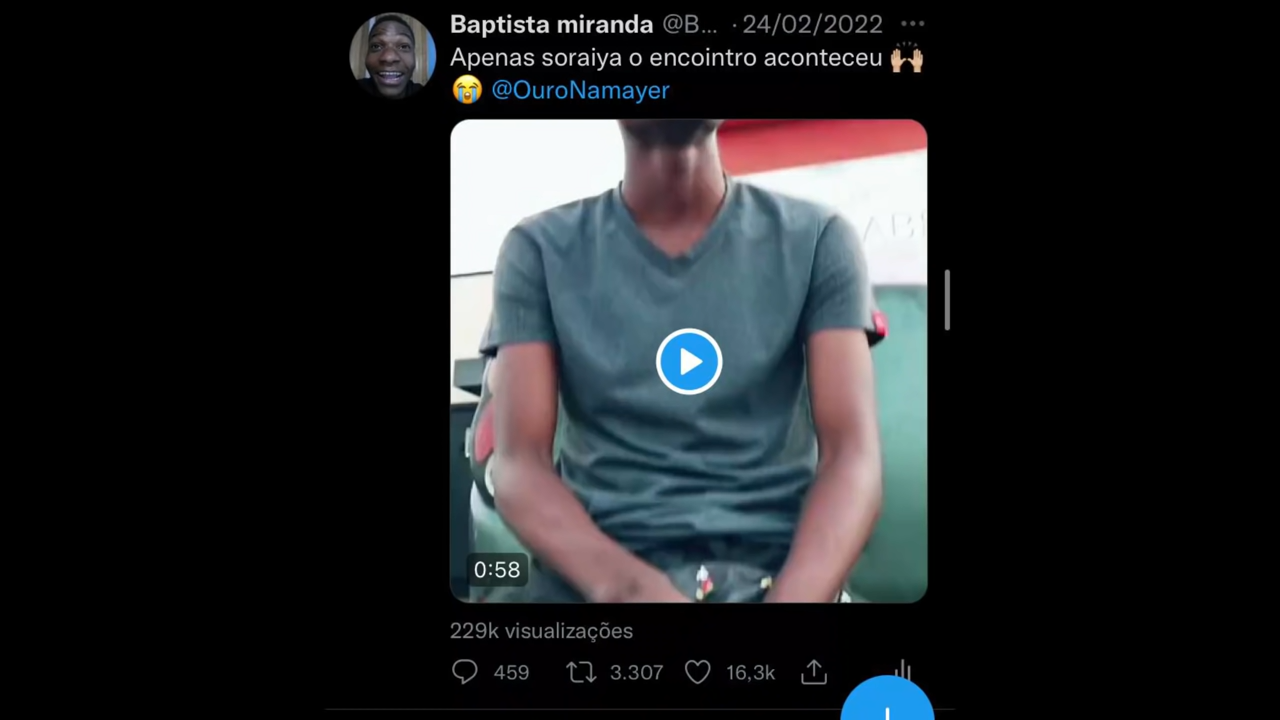 Baptista miranda @B... · 24/02/2022
Apenas soraiya o encointro aconteceu 🙌🏼
😭 @OuroNamayer
AB
0:58
229k visualizações
459 3.307 16,3k